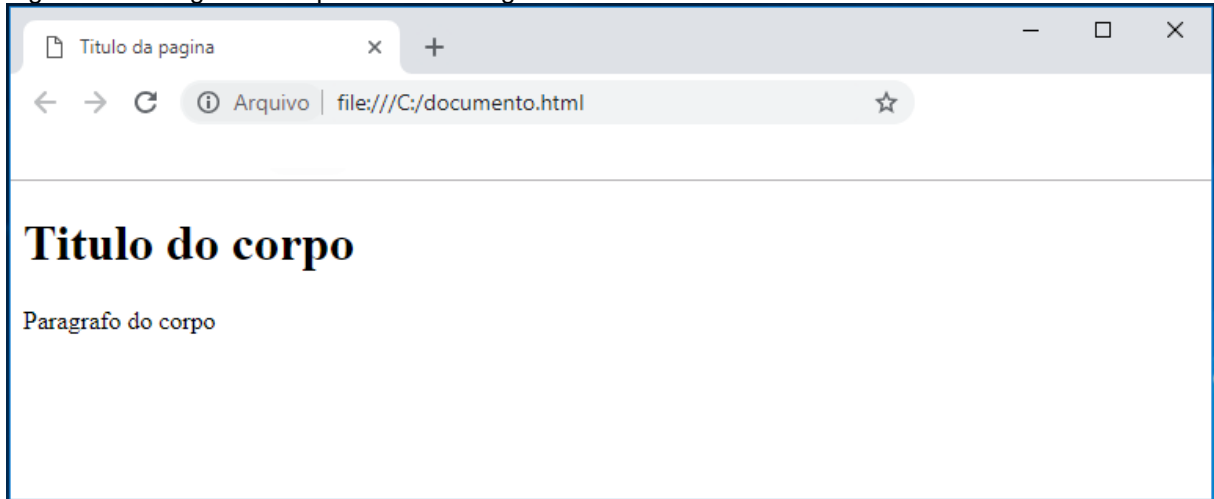 Titulo da pagina
Arquivo | file:///C:/documento.html
Titulo do corpo
Paragrafo do corpo